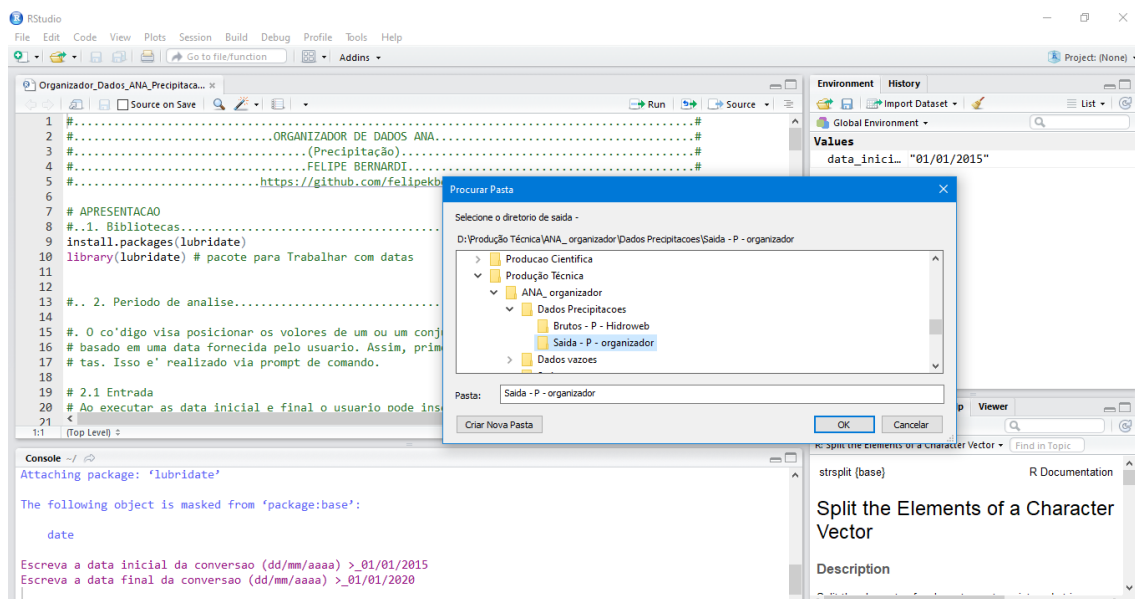 RStudio
File Edit Code View Plots Session Build Debug Profile Tools Help
Go to file/function Addins Project: (None)
Organizador_Dados_ANA_Precipitaca...
Source on Save Run Source
1 #............................................................................................#
2 #..............................ORGANIZADOR DE DADOS ANA.......................................#
3 #...................................(Precipitação)............................................#
4 #...................................FELIPE BERNARDI...........................................#
5 #............................https://github.com/felipekb
6
7 # APRESENTACAO
8 #..1. Bibliotecas.......................................
9 install.packages(lubridate)
10 library(lubridate) # pacote para Trabalhar com datas
11
12
13 #.. 2. Periodo de analise...............................
14
15 #. O co'digo visa posicionar os volores de um ou um conj
16 # basado em uma data fornecida pelo usuario. Assim, prim
17 # tas. Isso e' realizado via prompt de comando.
18
19 # 2.1 Entrada
20 # Ao executar as data inicial e final o usuario pode ins
21
1:1 (Top Level)
Console ~/
Attaching package: ‘lubridate’
The following object is masked from ‘package:base’:
date
Escreva a data inicial da conversao (dd/mm/aaaa) >_01/01/2015
Escreva a data final da conversao (dd/mm/aaaa) >_01/01/2020
Procurar Pasta
Selecione o diretorio de saida -
D:\Produção Técnica\ANA_ organizador\Dados Precipitacoes\Saida - P - organizador
Producao Cientifica
Produção Técnica
ANA_ organizador
Dados Precipitacoes
Brutos - P - Hidroweb
Saida - P - organizador
Dados vazoes
Pasta: Saida - P - organizador
Criar Nova Pasta OK Cancelar
Environment History
Import Dataset List
Global Environment
Values
data_inici… "01/01/2015"
Viewer
R: Split the Elements of a Character Vector Find in Topic
strsplit {base} R Documentation
Split the Elements of a Character
Vector
Description